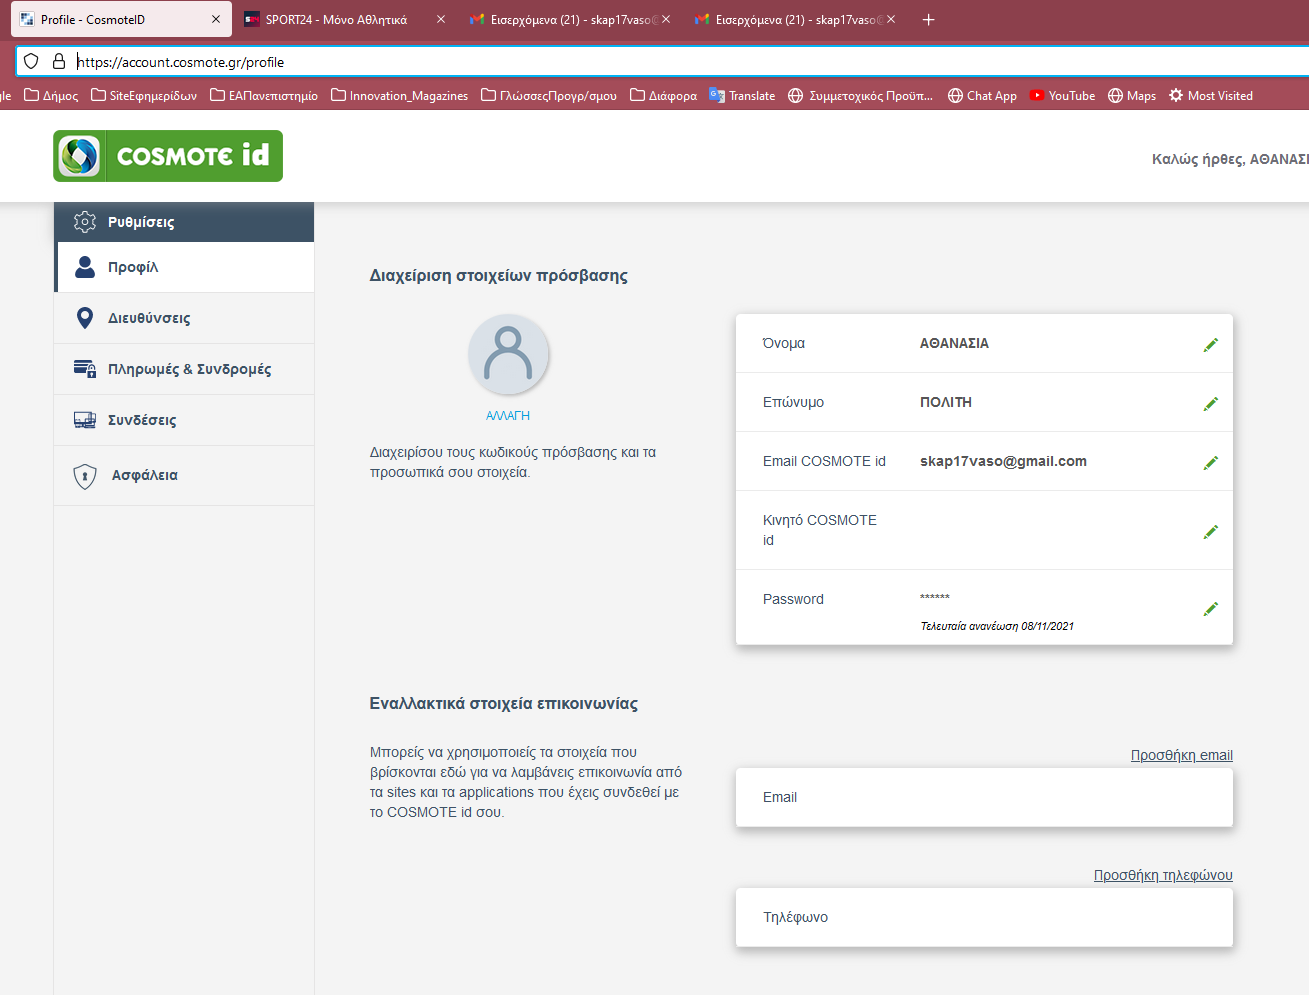 Profile - CosmoteID
SPORT24 - Μόνο Αθλητικά
Εισερχόμενα (21) - skap17vaso@
Εισερχόμενα (21) - skap17vaso@
https://account.cosmote.gr/profile
gle
Δήμος
SiteΕφημερίδων
ΕΑΠανεπιστημίο
Innovation_Magazines
ΓλώσσεςΠρογρ/σμου
Διάφορα
Translate
Συμμετοχικός Προϋπ...
Chat App
YouTube
Maps
Most Visited
COSMOTE id
Καλώς ήρθες, ΑΘΑΝΑΣΙ
Ρυθμίσεις
Προφίλ
Διευθύνσεις
Πληρωμές & Συνδρομές
Συνδέσεις
Ασφάλεια
Διαχείριση στοιχείων πρόσβασης
ΑΛΛΑΓΗ
Διαχειρίσου τους κωδικούς πρόσβασης και τα
προσωπικά σου στοιχεία.
Όνομα ΑΘΑΝΑΣΙΑ
Επώνυμο ΠΟΛΙΤΗ
Email COSMOTE id skap17vaso@gmail.com
Κινητό COSMOTE
id
Password ******
Τελευταία ανανέωση 08/11/2021
Εναλλακτικά στοιχεία επικοινωνίας
Μπορείς να χρησιμοποιείς τα στοιχεία που
βρίσκονται εδώ για να λαμβάνεις επικοινωνία από
τα sites και τα applications που έχεις συνδεθεί με
το COSMOTE id σου.
Προσθήκη email
Email
Προσθήκη τηλεφώνου
Τηλέφωνο